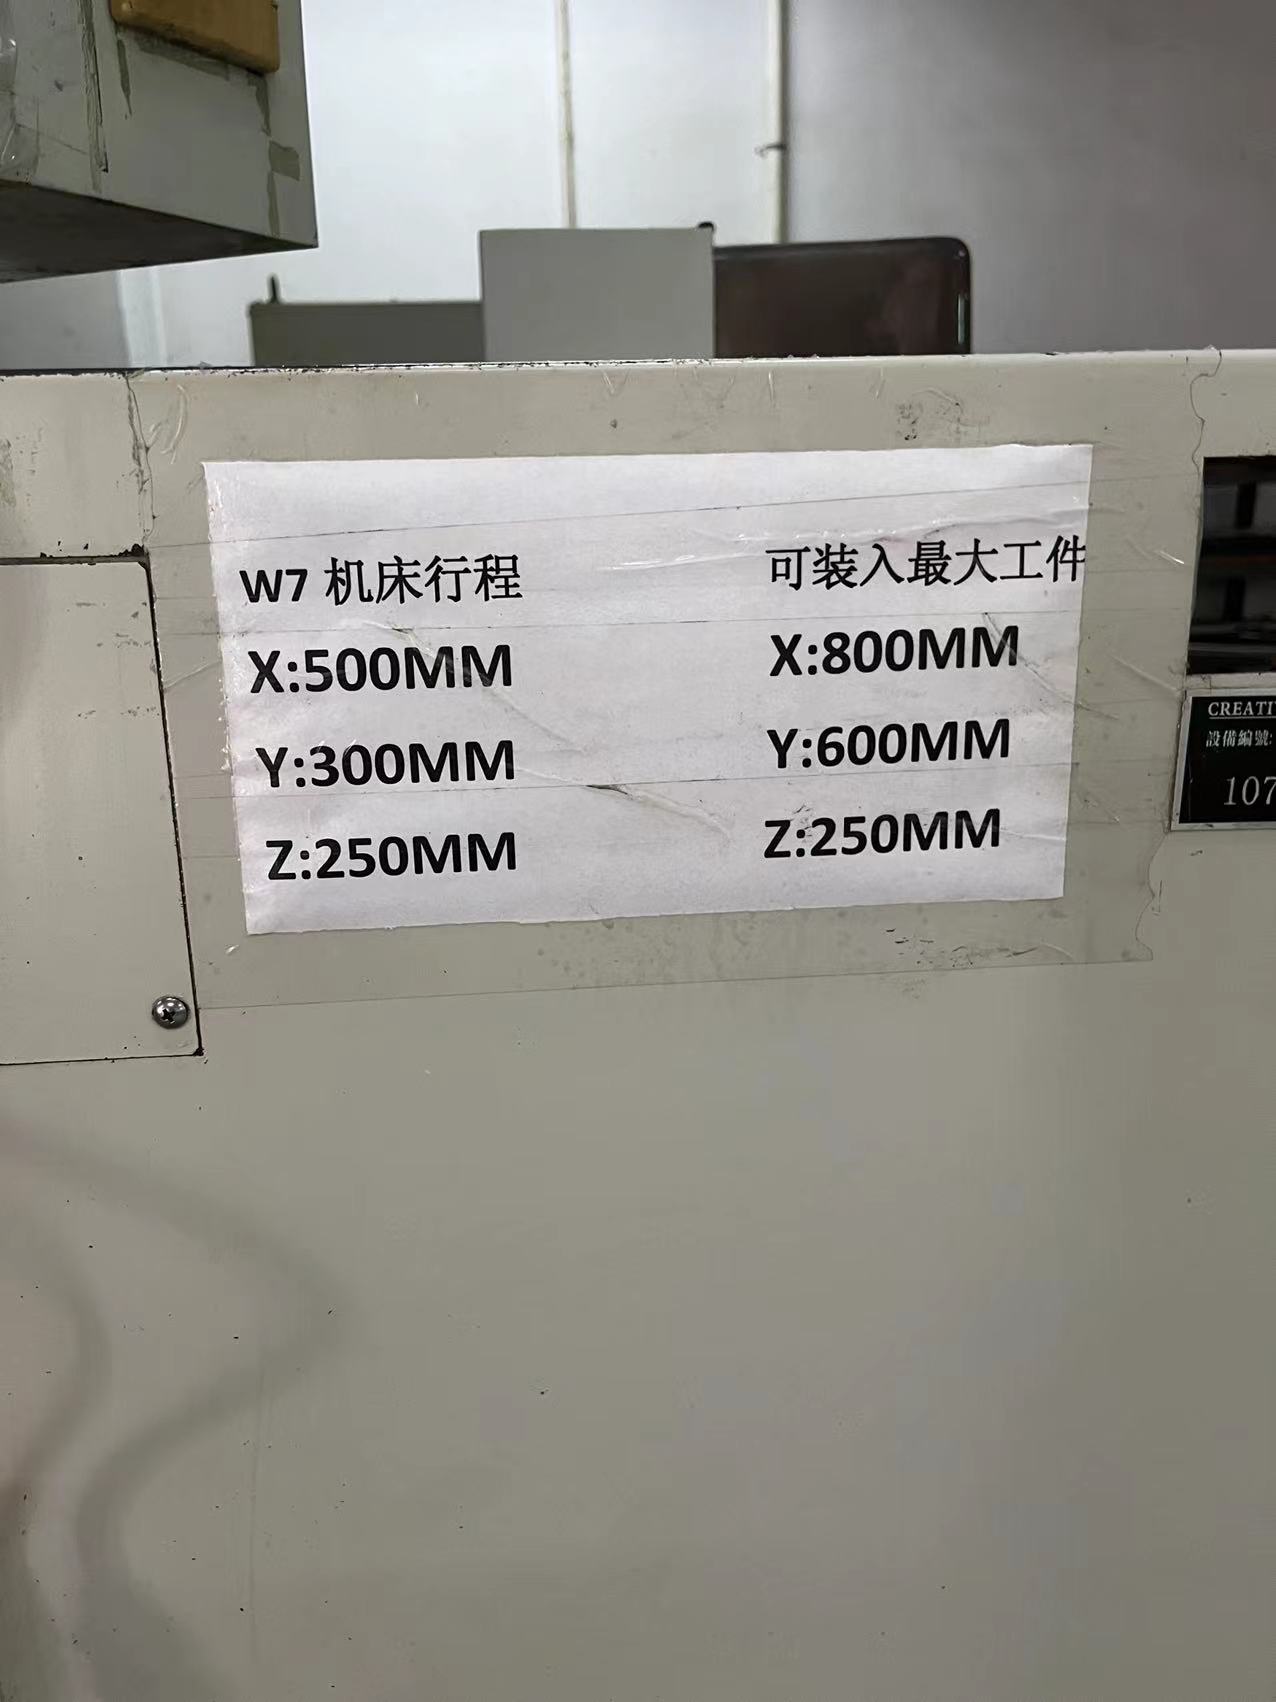 W7 机床行程 可装入最大工件
X:500MM X:800MM
Y:300MM Y:600MM
Z:250MM Z:250MM
設備編號:
107